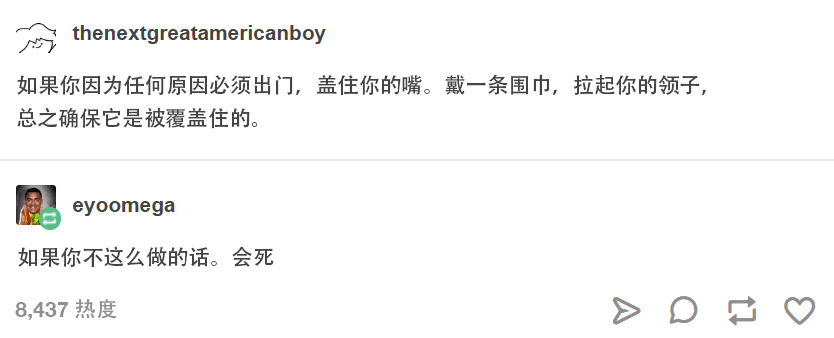 thenextgreatamericanboy
如果你因为任何原因必须出门，盖住你的嘴。戴一条围巾，拉起你的领子，
总之确保它是被覆盖住的。
eyoomega
如果你不这么做的话。会死
8,437 热度